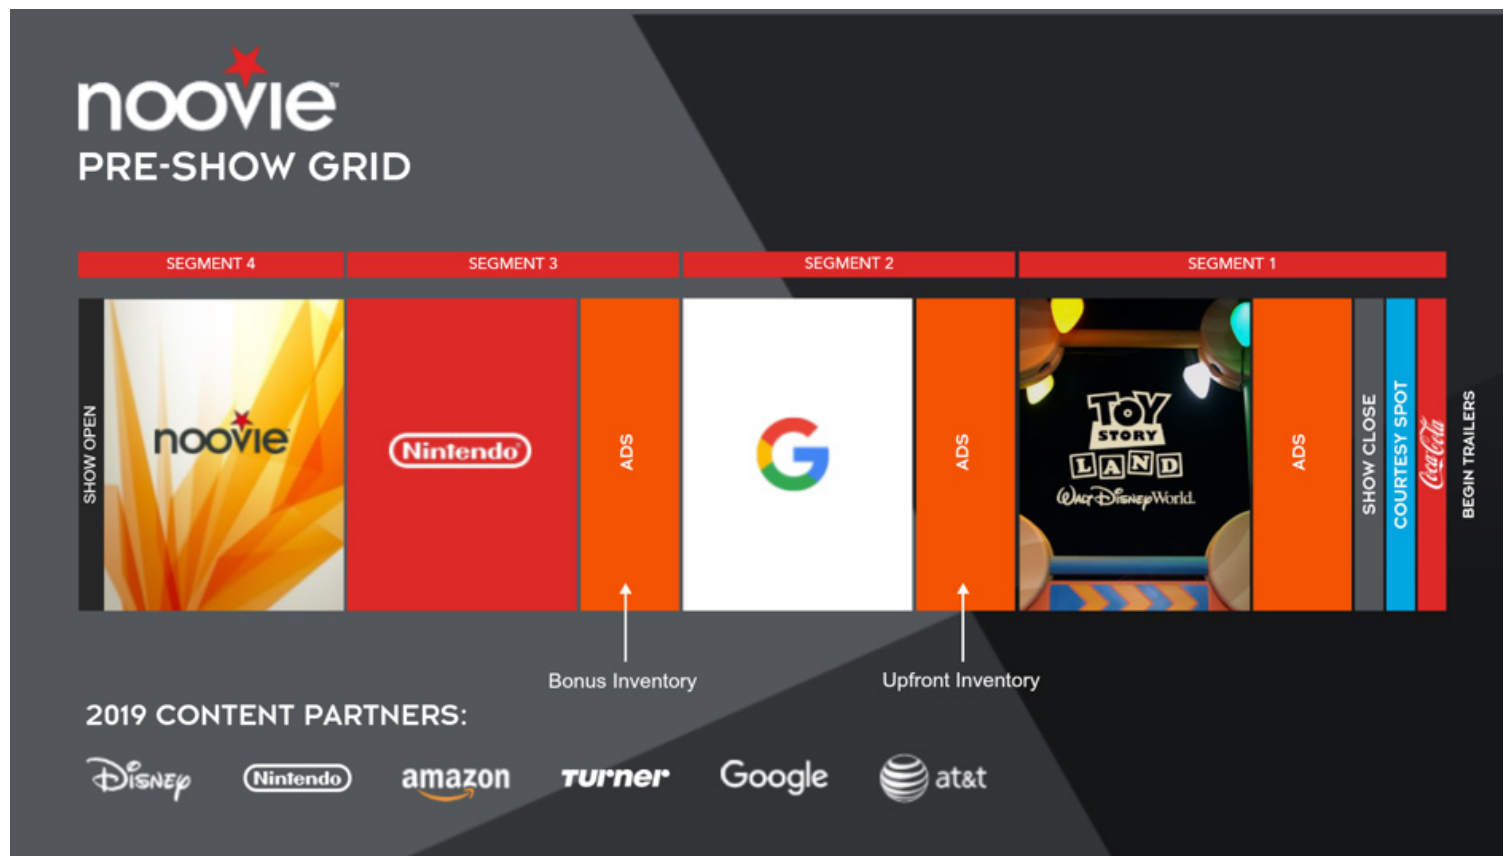 noovie™
PRE-SHOW GRID
SEGMENT 4
SEGMENT 3
SEGMENT 2
SEGMENT 1
SHOW OPEN
noovie
Nintendo
ADS
G
ADS
TOY
STORY
LAND
WALT DISNEY World.
ADS
SHOW CLOSE
COURTESY SPOT
Coca-Cola
BEGIN TRAILERS
Bonus Inventory
Upfront Inventory
2019 CONTENT PARTNERS:
DISNEY
Nintendo
amazon
Turner
Google
at&t